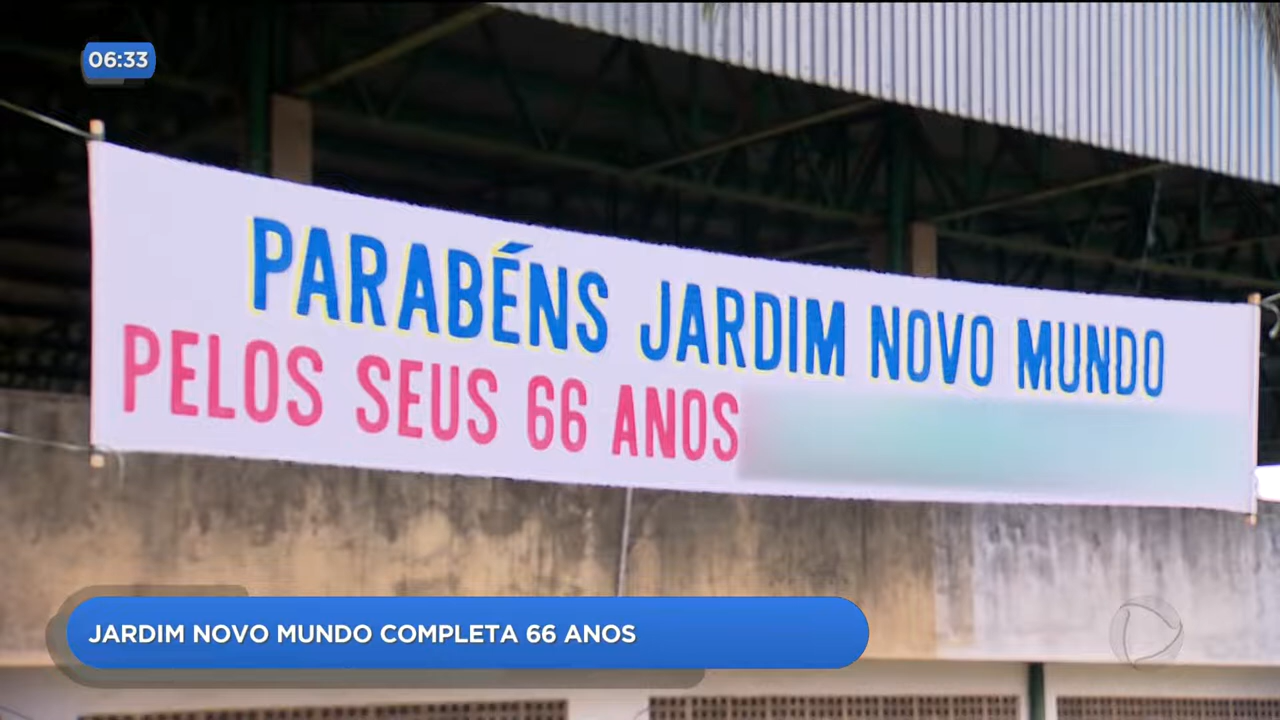 06:33
PARABÉNS JARDIM NOVO MUNDO
PELOS SEUS 66 ANOS
JARDIM NOVO MUNDO COMPLETA 66 ANOS